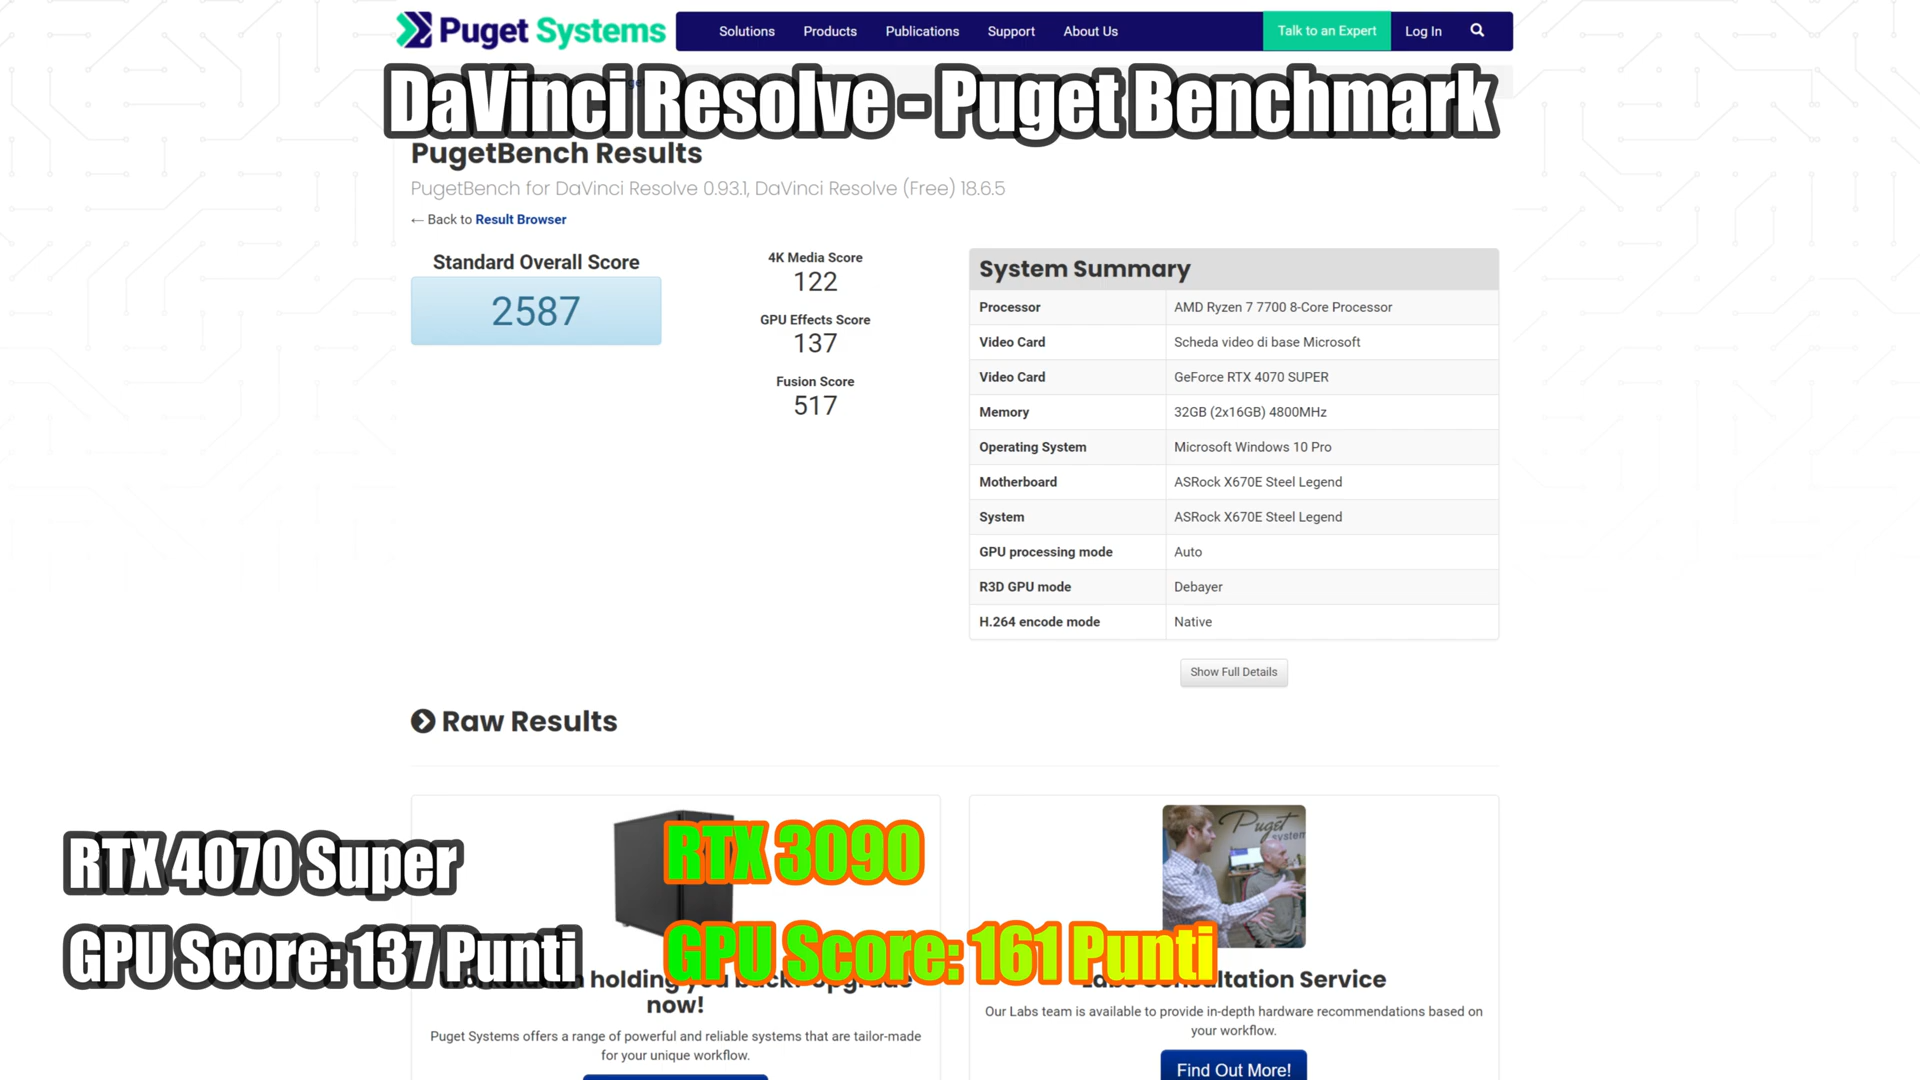 Puget Systems
Solutions
Products
Publications
Support
About Us
Talk to an Expert
Log In
DaVinci Resolve - Puget Benchmark
PugetBench Results
PugetBench for DaVinci Resolve 0.93.1, DaVinci Resolve (Free) 18.6.5
← Back to Result Browser
Standard Overall Score
2587
4K Media Score
122
GPU Effects Score
137
Fusion Score
517
System Summary
Processor AMD Ryzen 7 7700 8-Core Processor
Video Card Scheda video di base Microsoft
Video Card GeForce RTX 4070 SUPER
Memory 32GB (2x16GB) 4800MHz
Operating System Microsoft Windows 10 Pro
Motherboard ASRock X670E Steel Legend
System ASRock X670E Steel Legend
GPU processing mode Auto
R3D GPU mode Debayer
H.264 encode mode Native
Show Full Details
Raw Results
RTX 4070 Super
GPU Score: 137 Punti
RTX 3090
GPU Score: 161 Punti
Puget
systems
holding you back? Upgrade
now!
Puget Systems offers a range of powerful and reliable systems that are tailor-made
for your unique workflow.
Labs Consultation Service
Our Labs team is available to provide in-depth hardware recommendations based on
your workflow.
Find Out More!